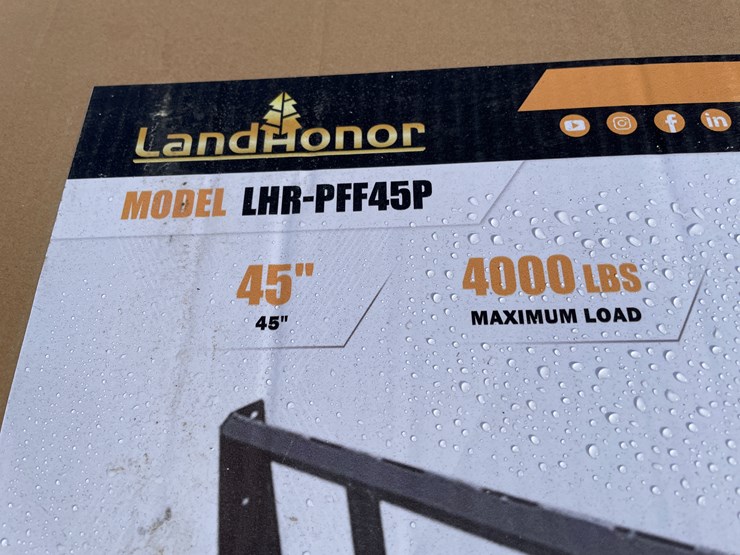 LandHonor
MODEL LHR-PFF45P
45" 4000 LBS
45" MAXIMUM LOAD